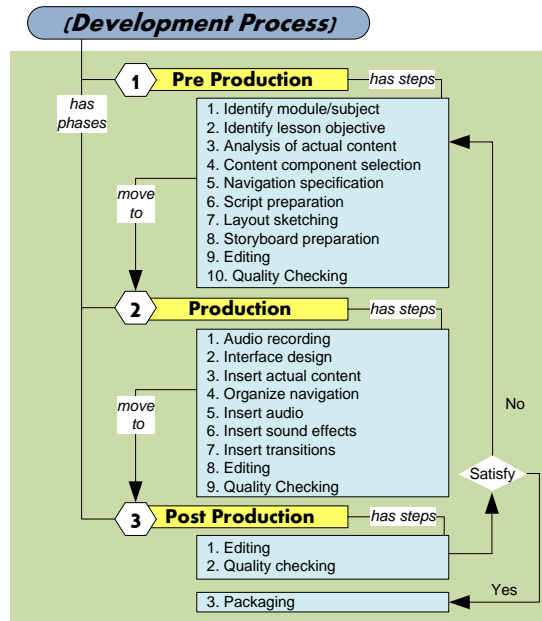 (Development Process)
1 Pre Production
has steps
has
phases
1. Identify module/subject
2. Identify lesson objective
3. Analysis of actual content
4. Content component selection
5. Navigation specification
6. Script preparation
7. Layout sketching
8. Storyboard preparation
9. Editing
10. Quality Checking
move
to
2 Production
has steps
1. Audio recording
2. Interface design
3. Insert actual content
4. Organize navigation
5. Insert audio
6. Insert sound effects
7. Insert transitions
8. Editing
9. Quality Checking
move
to
No
Satisfy
3 Post Production
has steps
1. Editing
2. Quality checking
Yes
3. Packaging